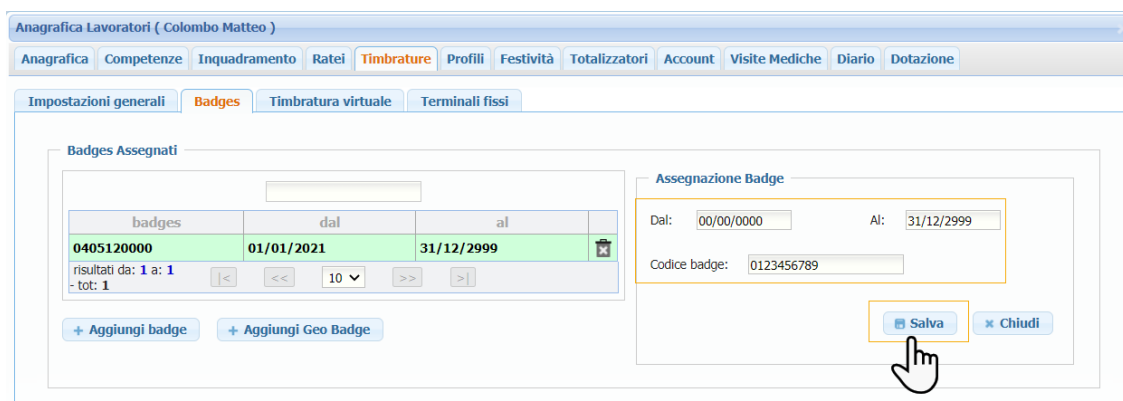 Anagrafica Lavoratori ( Colombo Matteo )
Anagrafica Competenze Inquadramento Ratei Timbrature Profili Festività Totalizzatori Account Visite Mediche Diario Dotazione
Impostazioni generali Badges Timbratura virtuale Terminali fissi
Badges Assegnati
badges dal al
0405120000 01/01/2021 31/12/2999
risultati da: 1 a: 1
- tot: 1
|< << 10 >> >|
+ Aggiungi badge + Aggiungi Geo Badge
Assegnazione Badge
Dal: 00/00/0000 Al: 31/12/2999
Codice badge: 0123456789
Salva × Chiudi